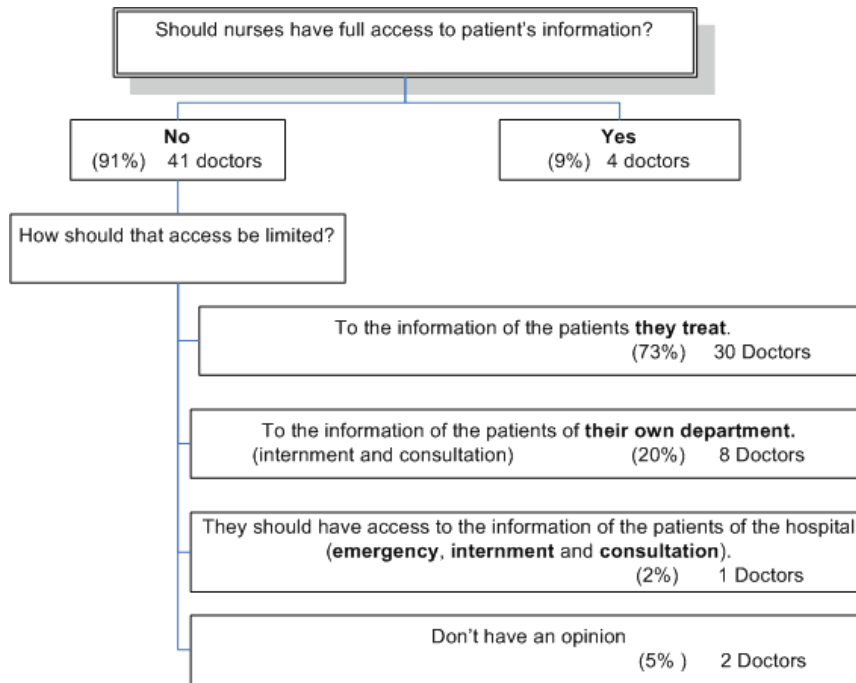 Should nurses have full access to patient's information?
No
(91%) 41 doctors
Yes
(9%) 4 doctors
How should that access be limited?
To the information of the patients they treat.
(73%) 30 Doctors
To the information of the patients of their own department.
(internment and consultation) (20%) 8 Doctors
They should have access to the information of the patients of the hospital
(emergency, internment and consultation).
(2%) 1 Doctors
Don't have an opinion
(5% ) 2 Doctors